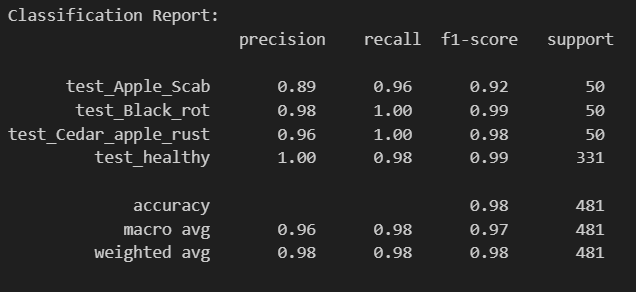 Classification Report:
precision recall f1-score support
test_Apple_Scab 0.89 0.96 0.92 50
test_Black_rot 0.98 1.00 0.99 50
test_Cedar_apple_rust 0.96 1.00 0.98 50
test_healthy 1.00 0.98 0.99 331
accuracy 0.98 481
macro avg 0.96 0.98 0.97 481
weighted avg 0.98 0.98 0.98 481